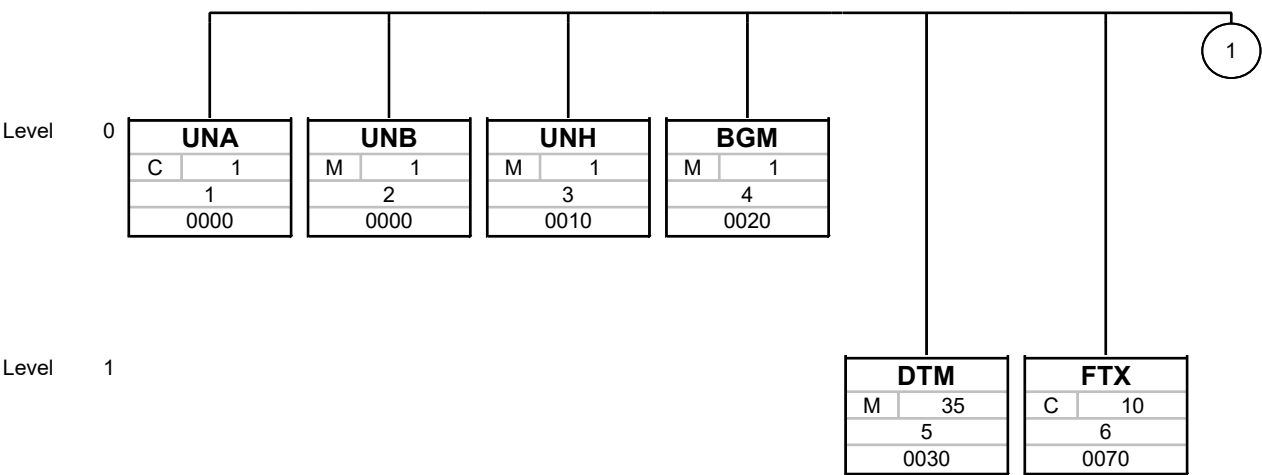 1
Level 0 UNA UNB UNH BGM
C 1 M 1 M 1 M 1
1 2 3 4
0000 0000 0010 0020
Level 1 DTM FTX
M 35 C 10
5 6
0030 0070